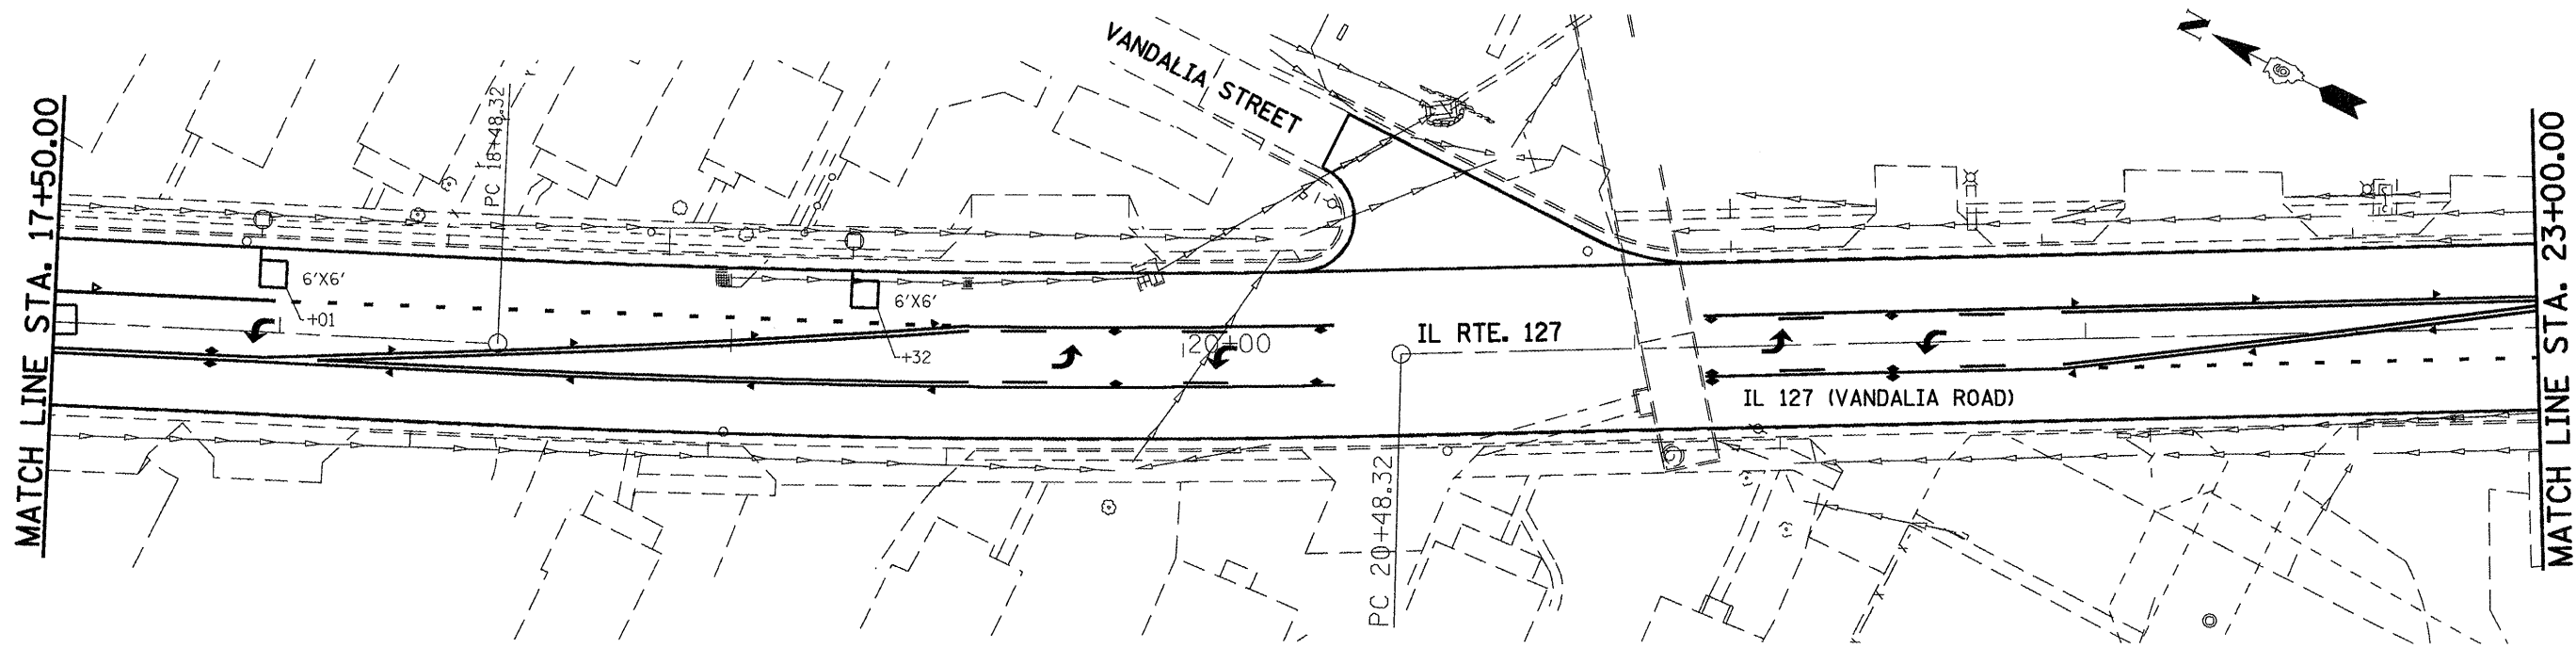 VANDALIA STREET
N
MATCH LINE STA. 17+50.00
PC 18+48.32
6'X6'
+01
6'X6'
+32
20+00
IL RTE. 127
IL 127 (VANDALIA ROAD)
PC 20+48.32
MATCH LINE STA. 23+00.00